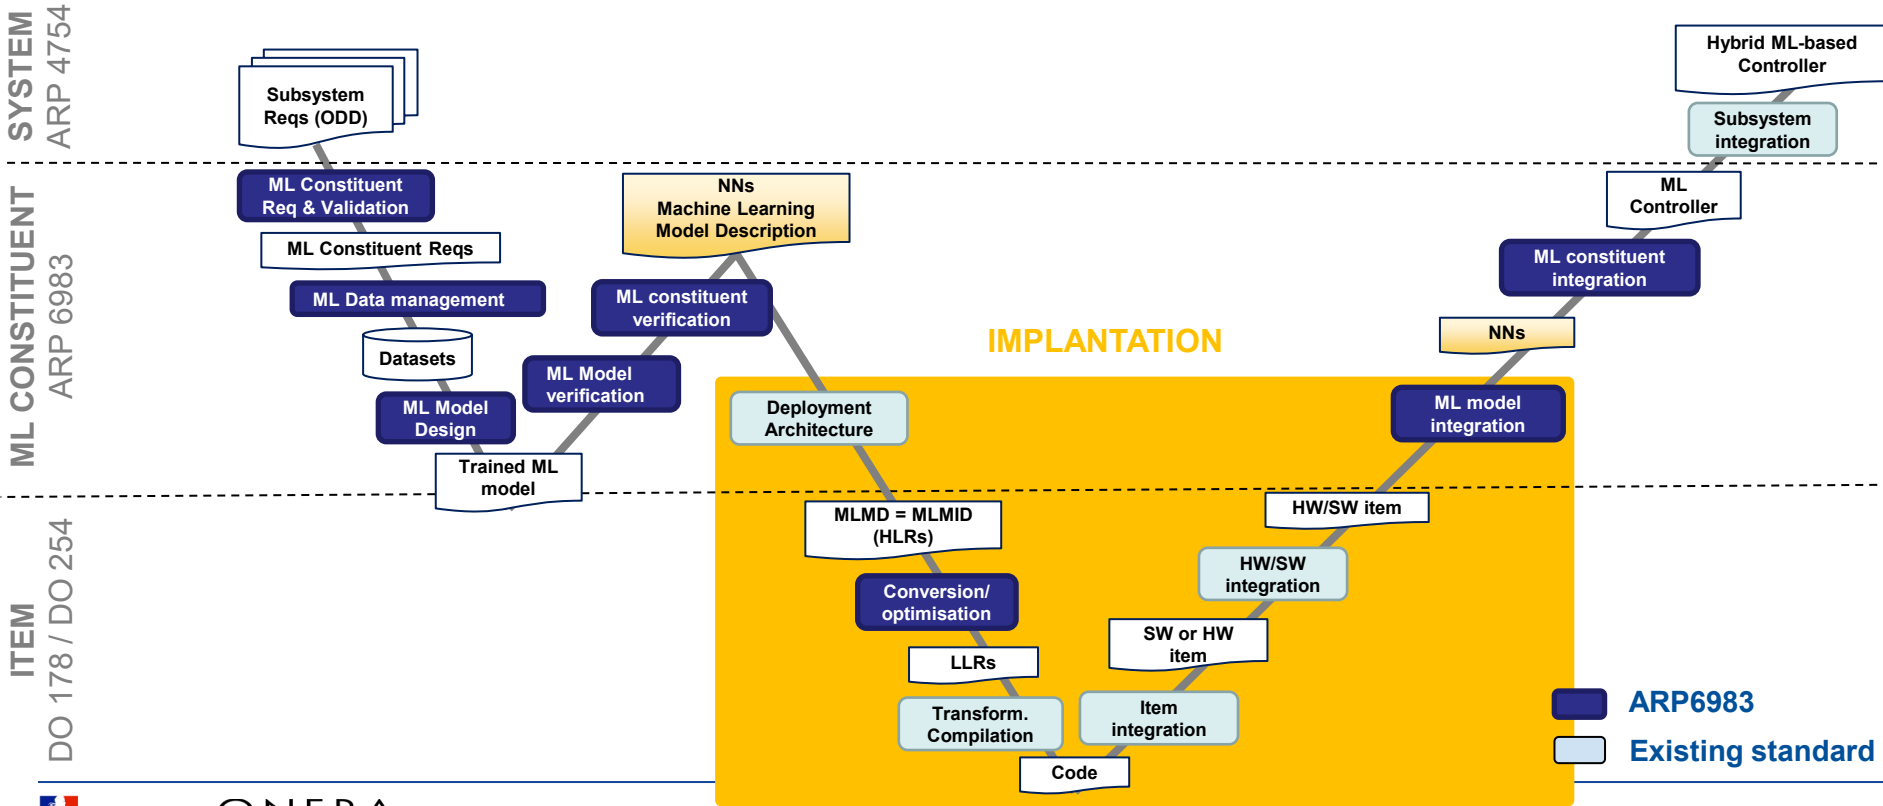 SYSTEM
ARP 4754
ML CONSTITUENT
ARP 6983
ITEM
DO 178 / DO 254
Subsystem
Reqs (ODD)
ML Constituent
Req & Validation
ML Constituent Reqs
ML Data management
Datasets
ML Model
Design
Trained ML
model
ML Model
verification
ML constituent
verification
NNs
Machine Learning
Model Description
IMPLANTATION
Deployment
Architecture
MLMD = MLMID
(HLRs)
Conversion/
optimisation
LLRs
Transform.
Compilation
Code
Item
integration
SW or HW
item
HW/SW
integration
HW/SW item
ML model
integration
NNs
ML constituent
integration
ML
Controller
Subsystem
integration
Hybrid ML-based
Controller
ARP6983
Existing standard
ONERA